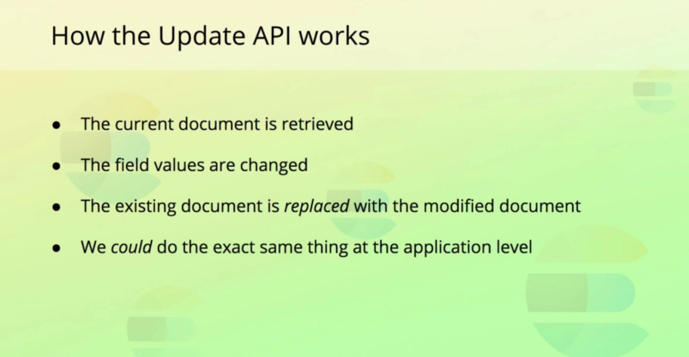 How the Update API works
● The current document is retrieved
● The field values are changed
● The existing document is replaced with the modified document
● We could do the exact same thing at the application level